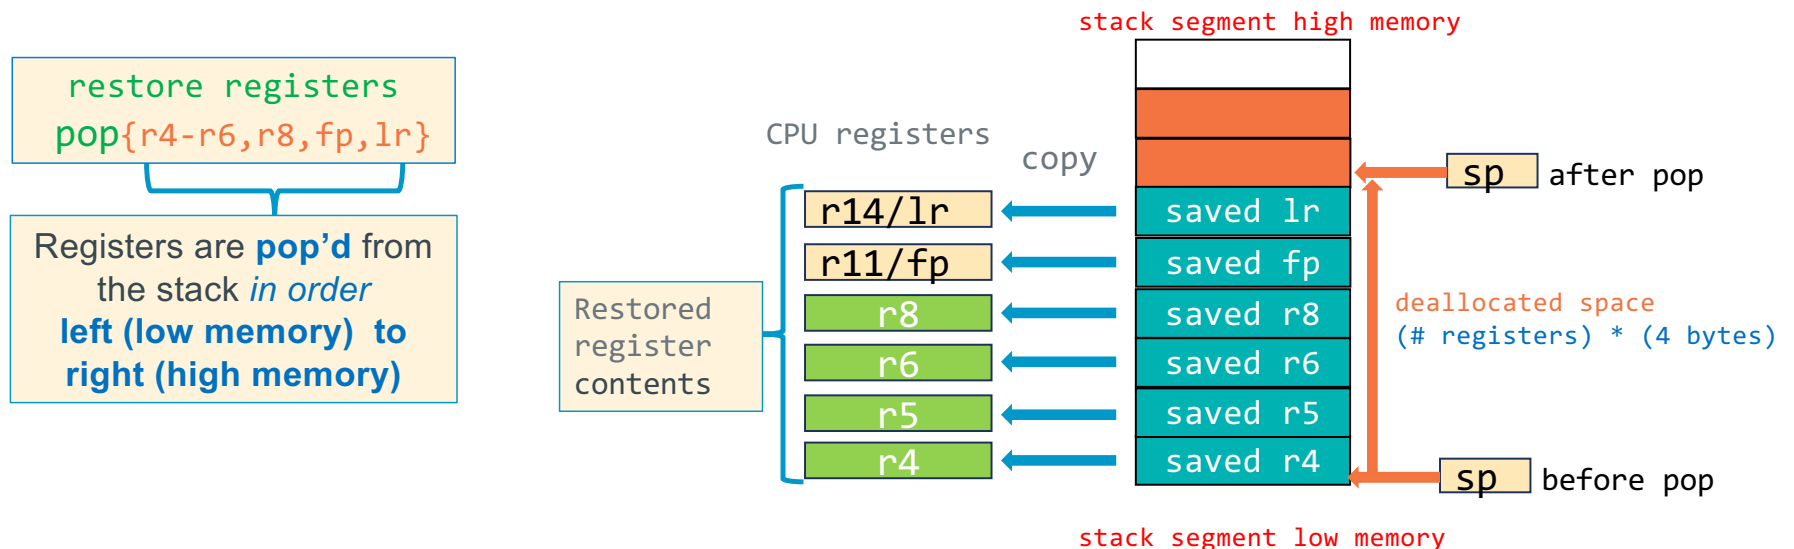 restore registers
pop{r4-r6,r8,fp,lr}
Registers are pop’d from
the stack in order
left (low memory) to
right (high memory)
CPU registers
copy
Restored
register
contents
r14/lr
r11/fp
r8
r6
r5
r4
stack segment high memory
saved lr
saved fp
saved r8
saved r6
saved r5
saved r4
stack segment low memory
sp after pop
deallocated space
(# registers) * (4 bytes)
sp before pop